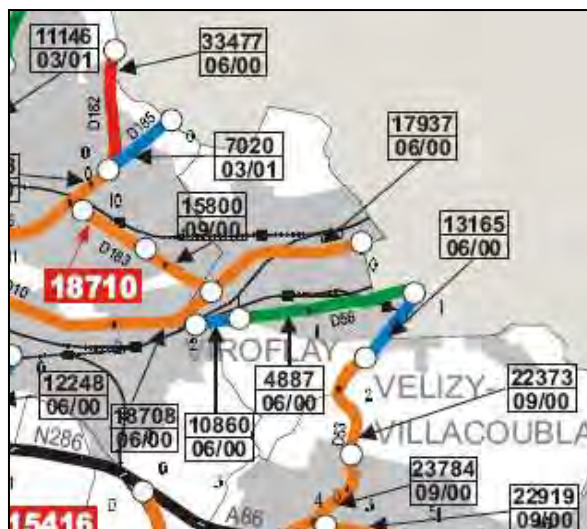 11146
03/01
33477
06/00
D182
D185
7020
03/01
17937
06/00
15800
09/00
13165
06/00
D183
18710
D10
D56
VIROFLAY
12248
06/00
18708
06/00
10860
06/00
4887
06/00
VELIZY-
VILLACOUBLA
22373
09/00
N286
D53
23784
09/00
22919
09/00
A86
15416